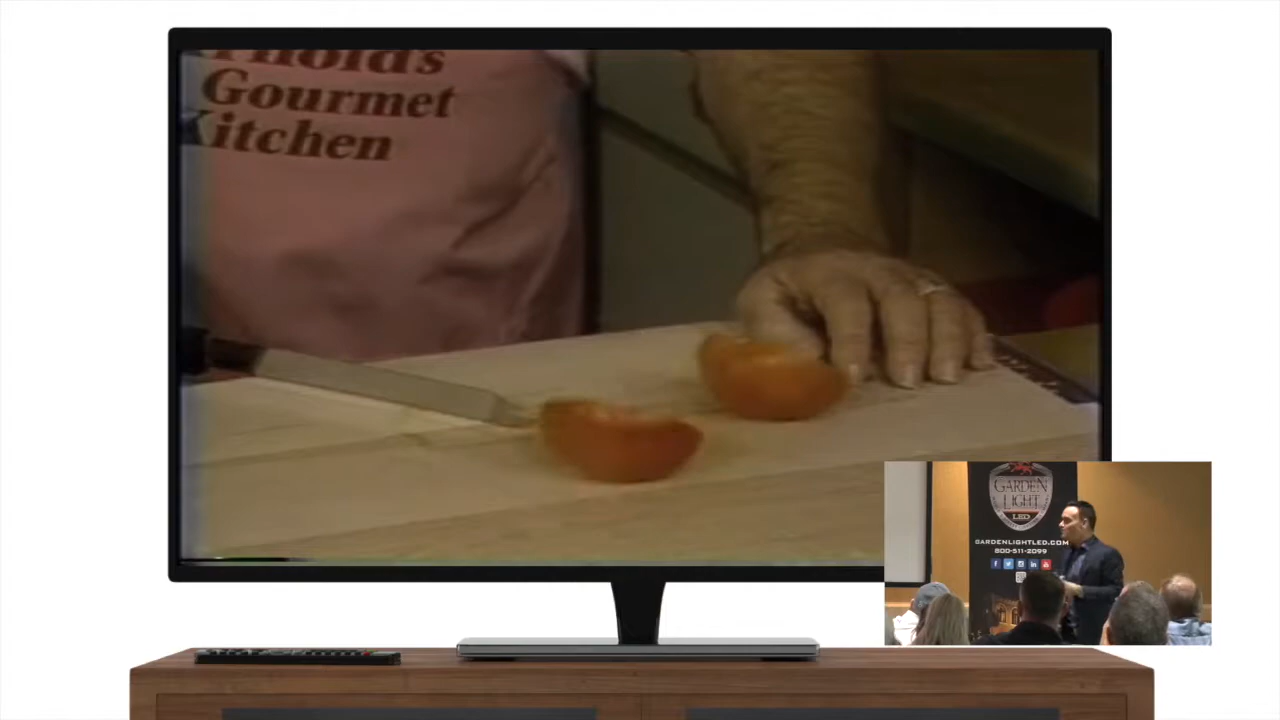 Gourmet
Kitchen
GARDEN
LIGHT
LED
GARDENLIGHTLED.COM
800-511-2099